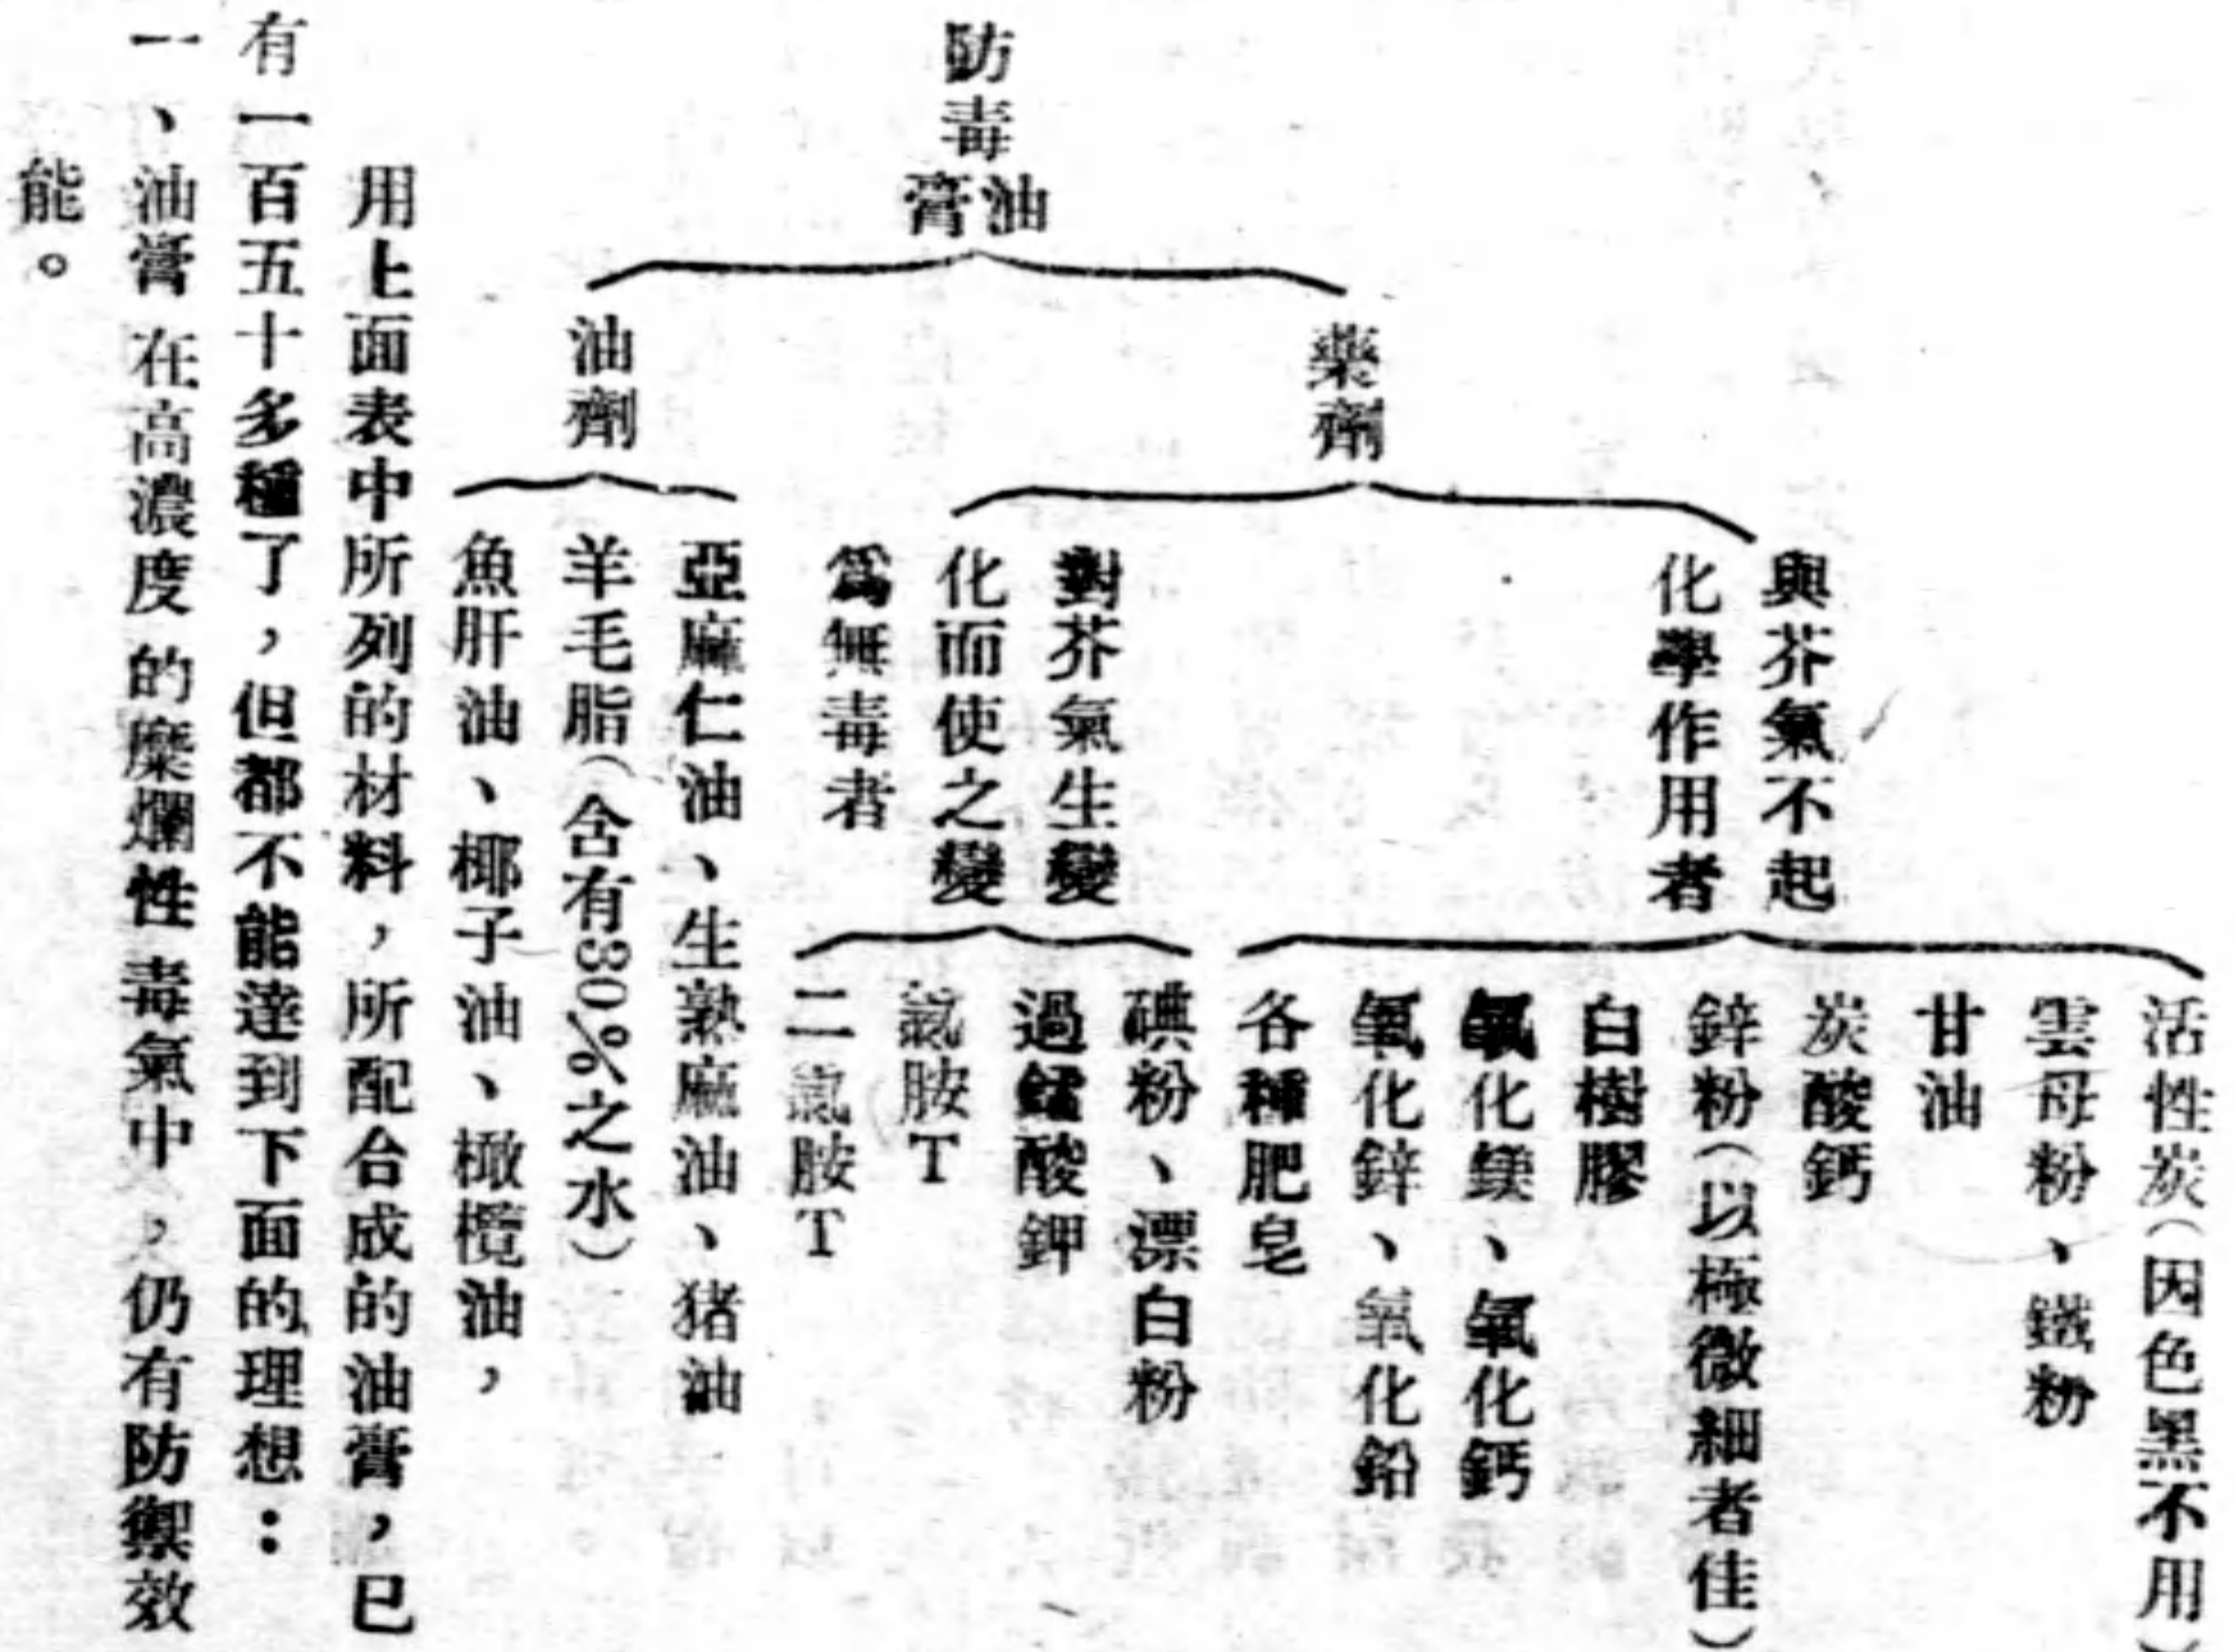 防毒油膏
藥劑
與芥氣不起
化學作用者
活性炭(因色黑不用)
雲母粉、鐵粉
甘油
炭酸鈣
鋅粉(以極微細者佳)
白樹膠
氧化鎂、氧化鈣
氧化鋅、氧化鉛
各種肥皂
對芥氣生變
化而使之變
爲無毒者
碘粉、漂白粉
過錳酸鉀
氯胺T
二氯胺T
油劑
亞麻仁油、生熟麻油、猪油
羊毛脂(含有30%之水)
魚肝油、椰子油、橄欖油,
用上面表中所列的材料,所配合成的油膏,已
有一百五十多種了,但都不能達到下面的理想:
一、油膏在高濃度的糜爛性毒氣中,仍有防禦效
能。